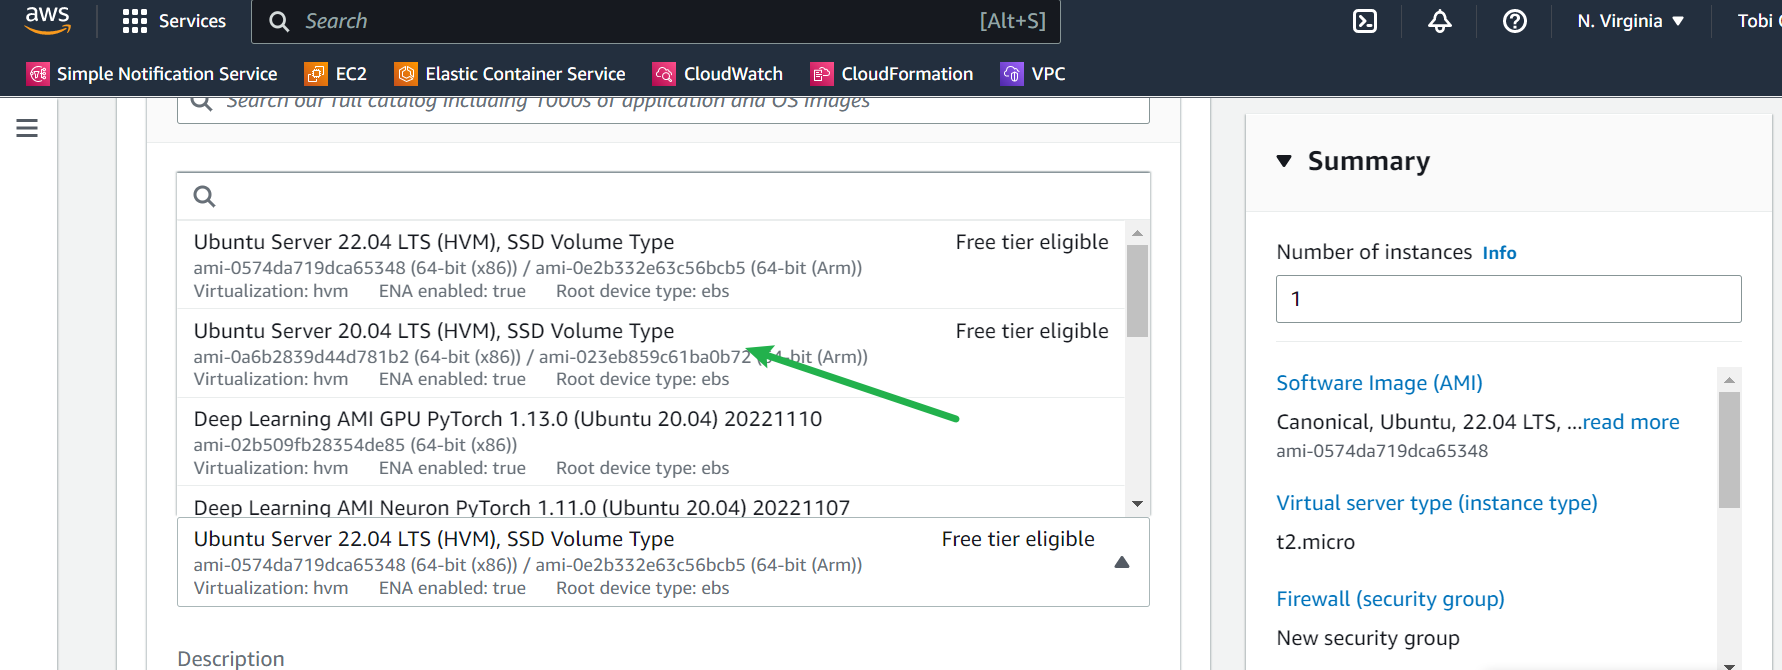 aws
Services
Search
[Alt+S]
N. Virginia
Tobi
Simple Notification Service
EC2
Elastic Container Service
CloudWatch
CloudFormation
VPC
Search our full catalog including 1000s of application and OS images
Ubuntu Server 22.04 LTS (HVM), SSD Volume Type
Free tier eligible
ami-0574da719dca65348 (64-bit (x86)) / ami-0e2b332e63c56bcb5 (64-bit (Arm))
Virtualization: hvm ENA enabled: true Root device type: ebs
Ubuntu Server 20.04 LTS (HVM), SSD Volume Type
Free tier eligible
ami-0a6b2839d44d781b2 (64-bit (x86)) / ami-023eb859c61ba0b72 (64-bit (Arm))
Virtualization: hvm ENA enabled: true Root device type: ebs
Deep Learning AMI GPU PyTorch 1.13.0 (Ubuntu 20.04) 20221110
ami-02b509fb28354de85 (64-bit (x86))
Virtualization: hvm ENA enabled: true Root device type: ebs
Deep Learning AMI Neuron PyTorch 1.11.0 (Ubuntu 20.04) 20221107
Ubuntu Server 22.04 LTS (HVM), SSD Volume Type
Free tier eligible
ami-0574da719dca65348 (64-bit (x86)) / ami-0e2b332e63c56bcb5 (64-bit (Arm))
Virtualization: hvm ENA enabled: true Root device type: ebs
Description
Summary
Number of instances Info
1
Software Image (AMI)
Canonical, Ubuntu, 22.04 LTS, ...read more
ami-0574da719dca65348
Virtual server type (instance type)
t2.micro
Firewall (security group)
New security group